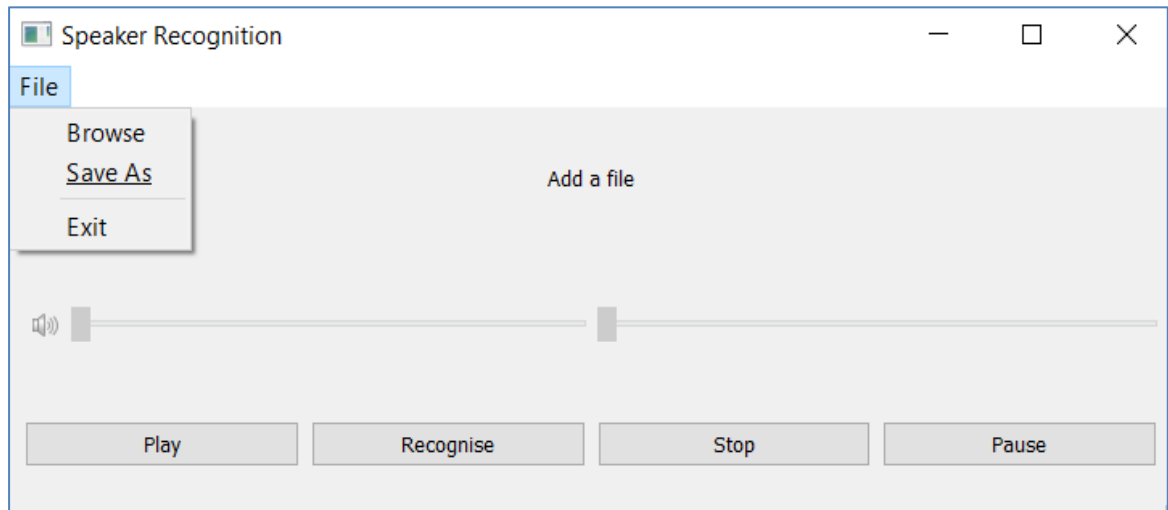 Speaker Recognition
File
Browse
Save As
Exit
Add a file
Play Recognise Stop Pause